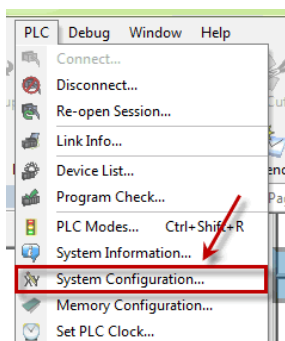 PLC Debug Window Help
Connect...
Disconnect...
Re-open Session...
Link Info...
Device List...
Program Check...
PLC Modes... Ctrl+Shift+R
System Information...
System Configuration...
Memory Configuration...
Set PLC Clock...